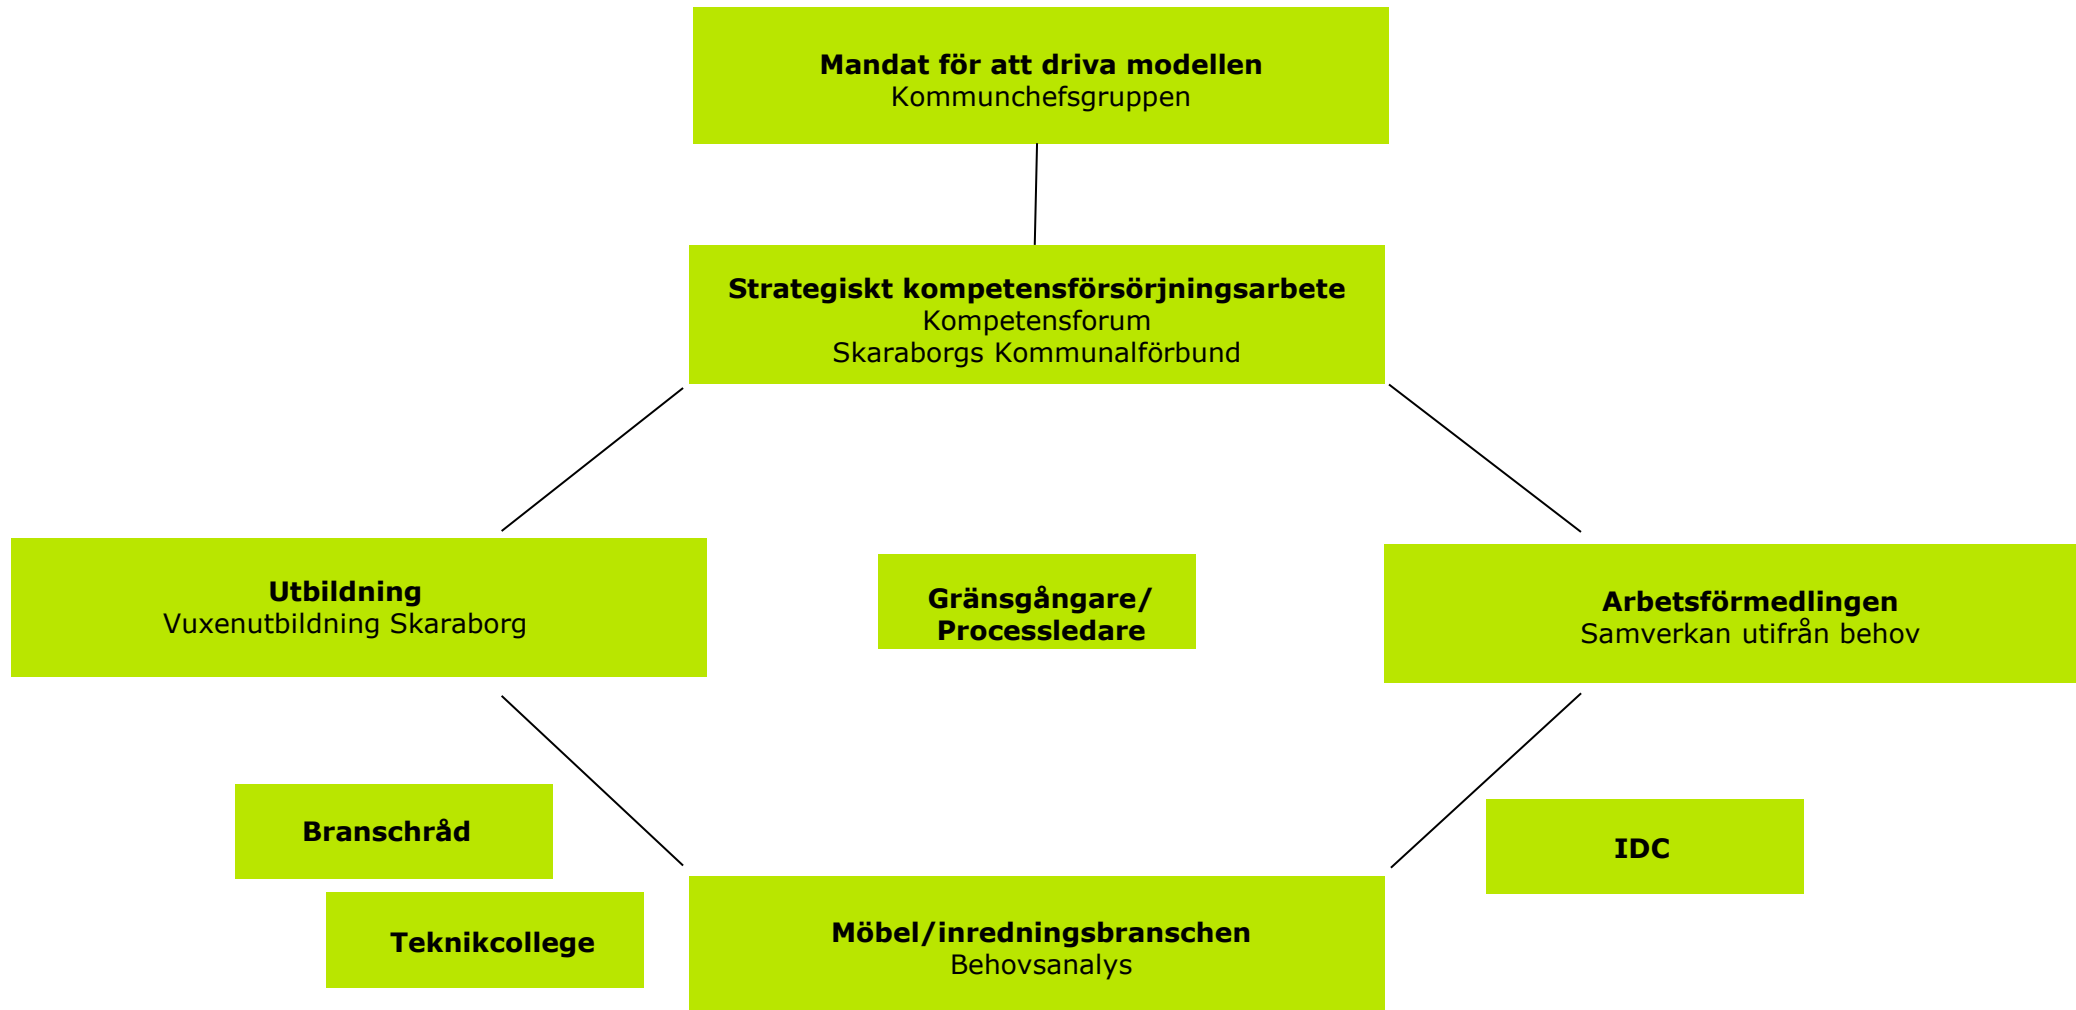 Mandat för att driva modellen
Kommunchefsgruppen
Strategiskt kompetensförsörjningsarbete
Kompetensforum
Skaraborgs Kommunalförbund
Utbildning
Vuxenutbildning Skaraborg
Gränsgångare/
Processledare
Arbetsförmedlingen
Samverkan utifrån behov
Branschråd
Teknikcollege
IDC
Möbel/inredningsbranschen
Behovsanalys